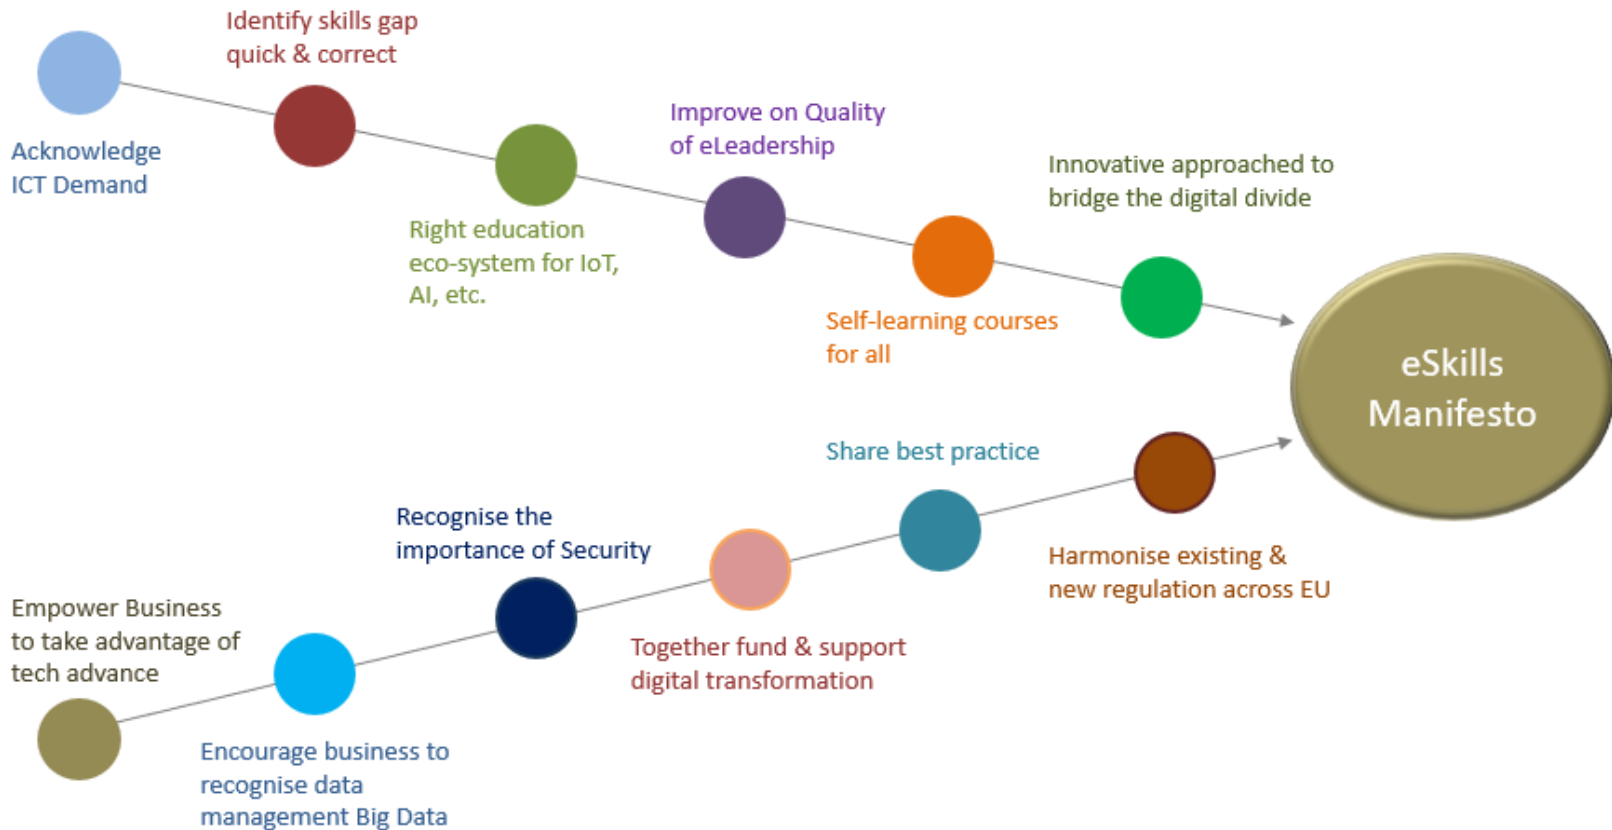 Identify skills gap
quick & correct
Acknowledge
ICT Demand
Improve on Quality
of eLeadership
Right education
eco-system for IoT,
AI, etc.
Innovative approached to
bridge the digital divide
Self-learning courses
for all
eSkills
Manifesto
Share best practice
Recognise the
importance of Security
Harmonise existing &
new regulation across EU
Empower Business
to take advantage of
tech advance
Together fund & support
digital transformation
Encourage business to
recognise data
management Big Data